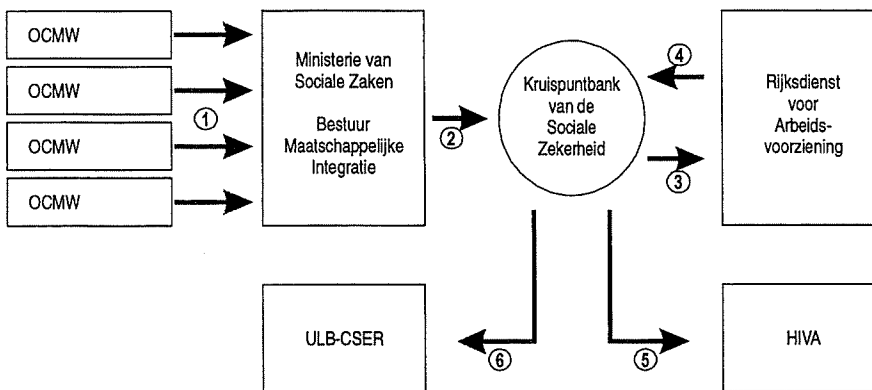 OCMW
OCMW
OCMW
OCMW
①
Ministerie van
Sociale Zaken
Bestuur
Maatschappelijke
Integratie
②
Kruispuntbank
van de
Sociale
Zekerheid
④
③
Rijksdienst
voor
Arbeids-
voorziening
ULB-CSER
⑥
⑤
HIVA